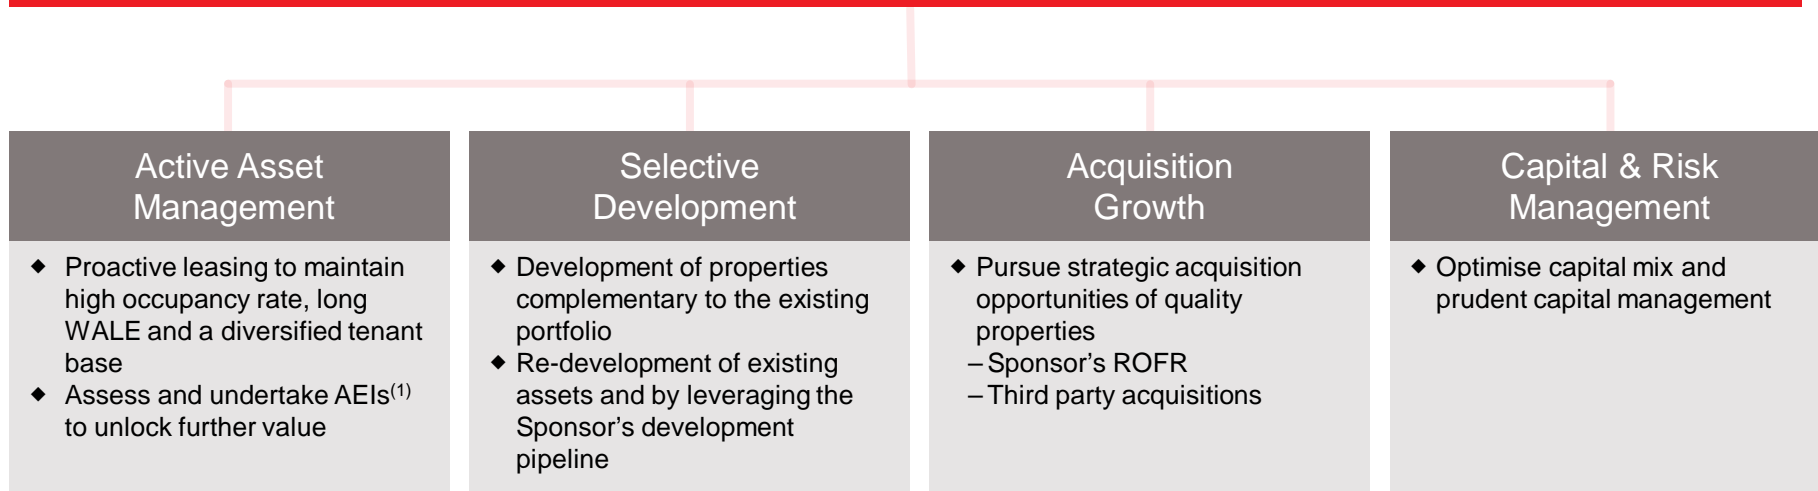 Active Asset
Management
◆ Proactive leasing to maintain
high occupancy rate, long
WALE and a diversified tenant
base
◆ Assess and undertake AEIs(1)
to unlock further value
Selective
Development
◆ Development of properties
complementary to the existing
portfolio
◆ Re-development of existing
assets and by leveraging the
Sponsor's development
pipeline
Acquisition
Growth
◆ Pursue strategic acquisition
opportunities of quality
properties
– Sponsor's ROFR
– Third party acquisitions
Capital & Risk
Management
◆ Optimise capital mix and
prudent capital management